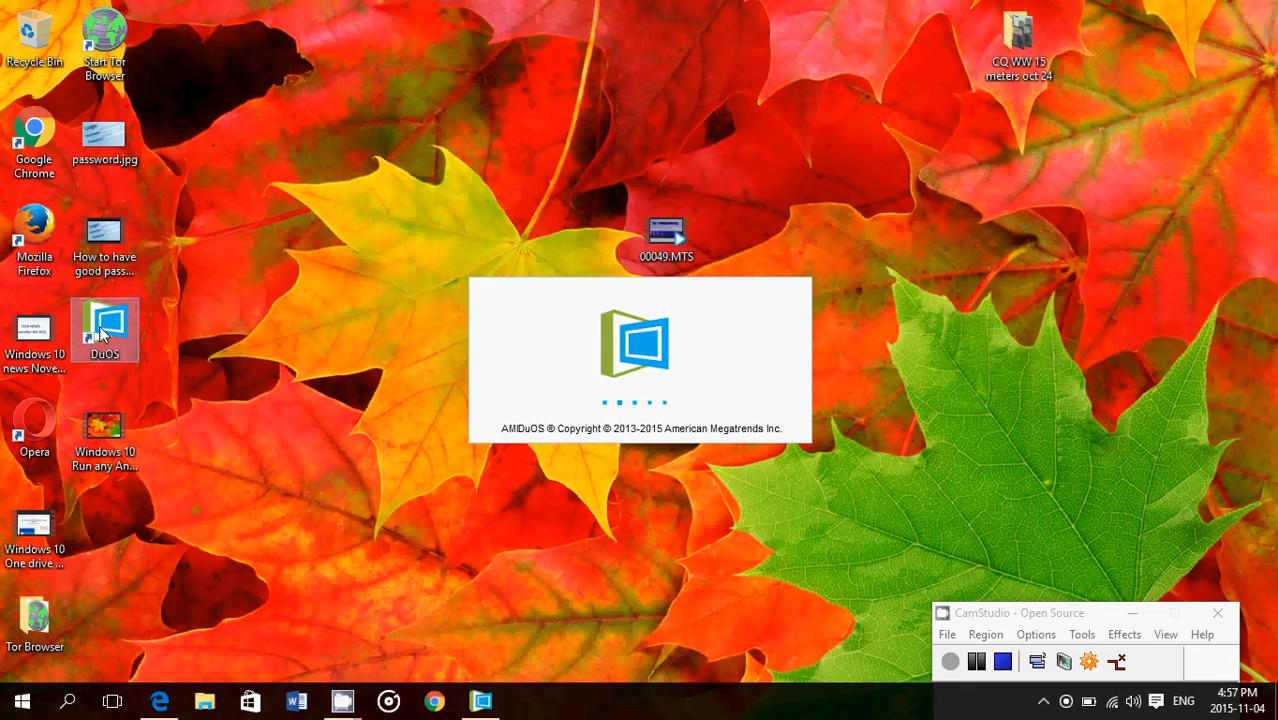 Recycle Bin
Start Tor
Browser
CQ WW 15
meters oct 24
Google
Chrome
password.jpg
Mozilla
Firefox
How to have
good pass...
00049.MTS
Windows 10
news Nove...
DuOS
AMIDuOS ® Copyright © 2013-2015 American Megatrends Inc.
Opera
Windows 10
Run any An...
Windows 10
One drive ...
Tor Browser
CamStudio - Open Source
File Region Options Tools Effects View Help
ENG
4:57 PM
2015-11-04